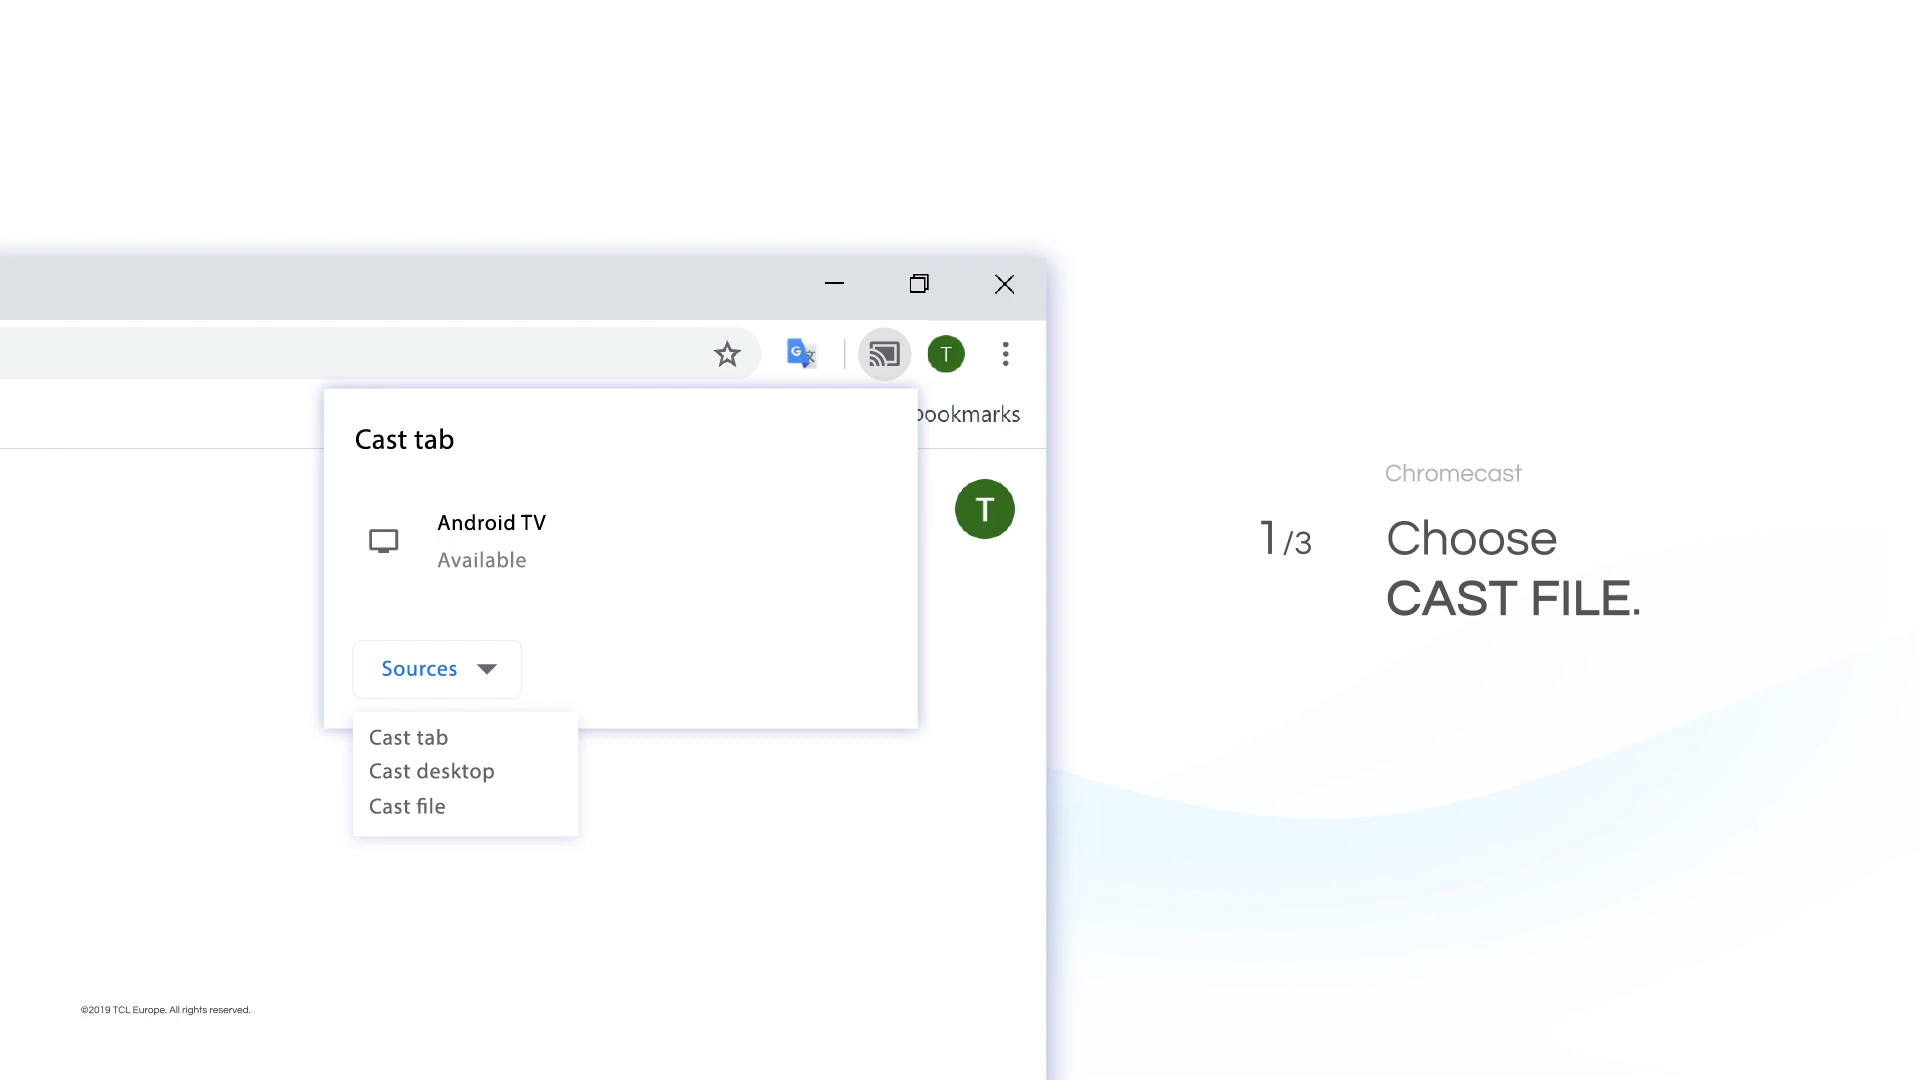 T
bookmarks
Cast tab
Android TV
Available
T
Sources
Cast tab
Cast desktop
Cast file
Chromecast
1/3
Choose
CAST FILE.
©2019 TCL Europe. All rights reserved.